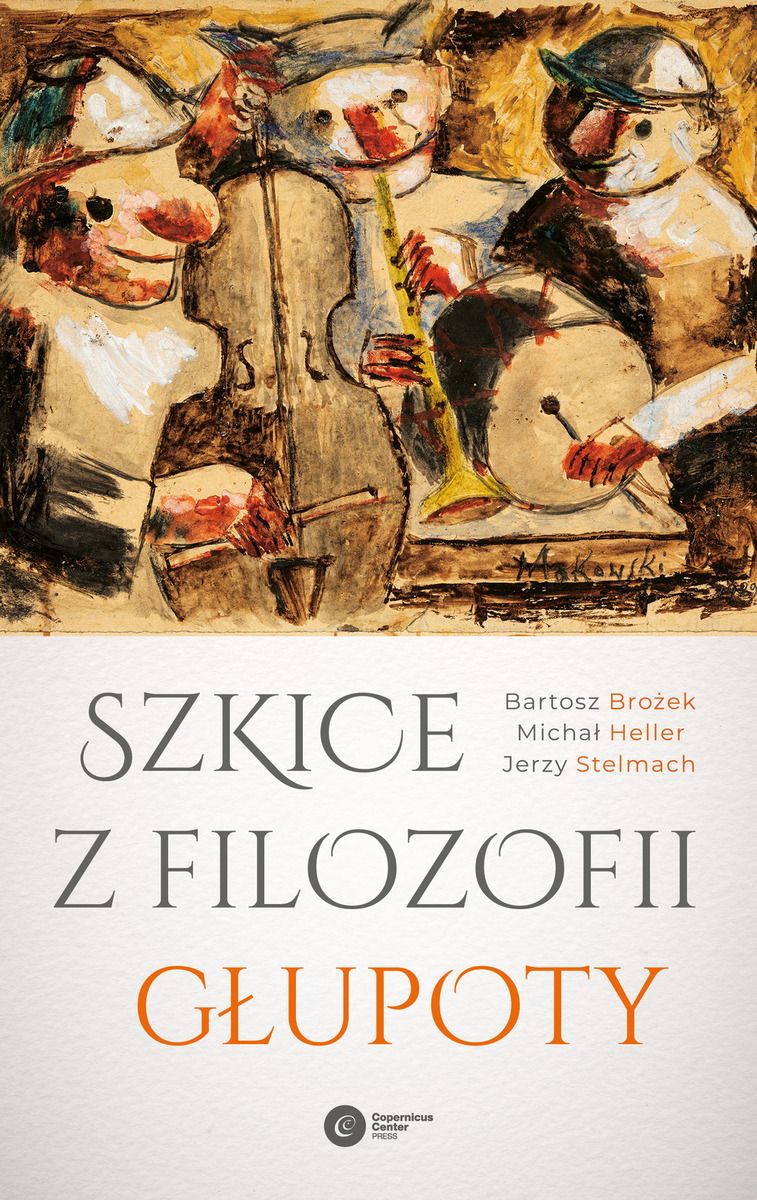 Makowski
SZKICE
Bartosz Brożek
Michał Heller
Jerzy Stelmach
Z FILOZOFII
GŁUPOTY
Copernicus
Center
PRESS